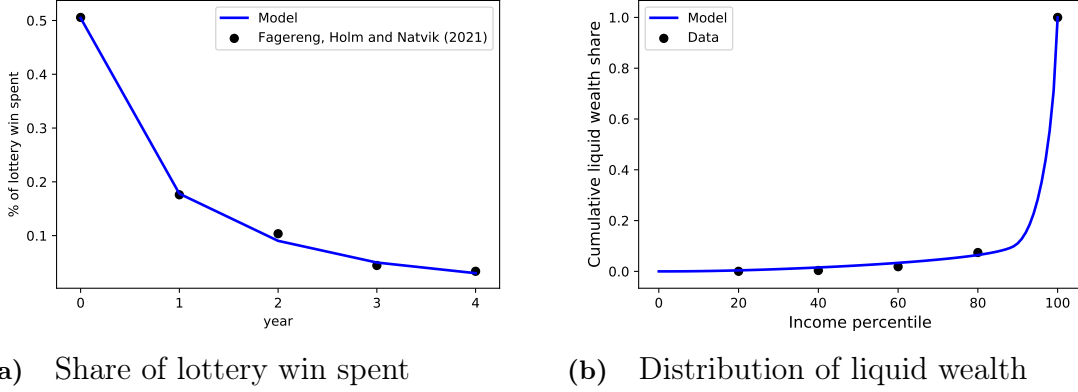 Model
Fagereng, Holm and Natvik (2021)
% of lottery win spent
0.5
0.4
0.3
0.2
0.1
0 1 2 3 4
year
Model
Data
Cumulative liquid wealth share
1.0
0.8
0.6
0.4
0.2
0.0
0 20 40 60 80 100
Income percentile
a) Share of lottery win spent
(b) Distribution of liquid wealth